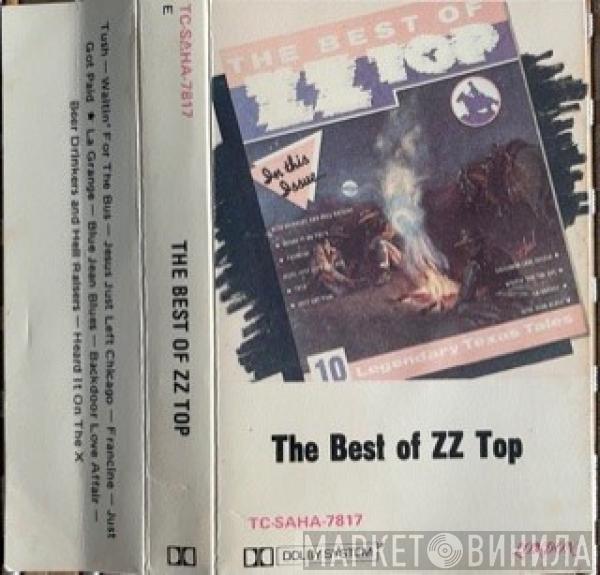 Tush — Waitin' For The Bus — Jesus Just Left Chicago — Francine — Just
Got Paid ★ La Grange — Blue Jean Blues — Backdoor Love Affair —
Beer Drinkers and Hell Raisers — Heard It On The X
TC-SAHA-7817
E
THE BEST OF ZZ TOP
THE BEST OF
ZZ TOP
In this
Issue
10
Legendary Texas Tales
The Best of ZZ Top
TC-SAHA-7817
DOLBY SYSTEM
LONDON
МАРКЕТ ВИНИЛА